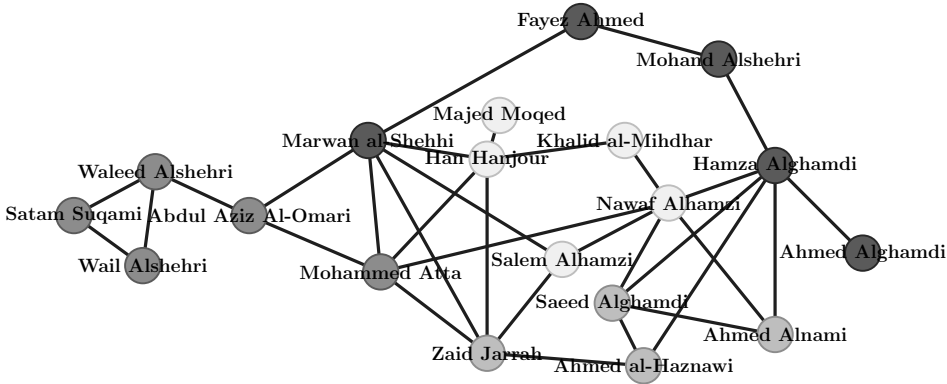 Fayez Ahmed
Mohand Alshehri
Majed Moqed
Marwan al-Shehhi
Khalid al-Mihdhar
Han Hanjour
Hamza Alghamdi
Waleed Alshehri
Nawaf Alhamzi
Satam Suqami
Abdul Aziz Al-Omari
Ahmed Alghamdi
Salem Alhamzi
Wail Alshehri
Mohammed Atta
Saeed Alghamdi
Ahmed Alnami
Zaid Jarrah
Ahmed al-Haznawi